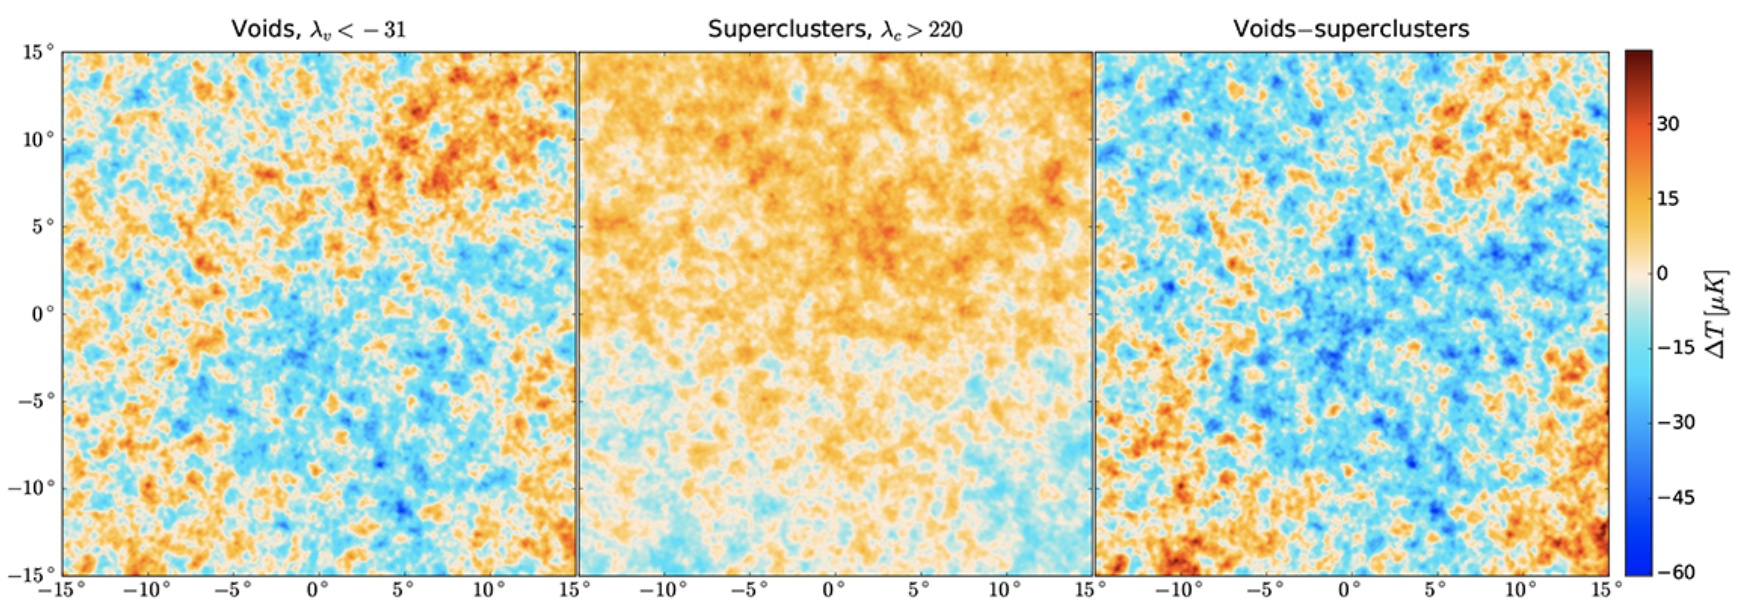 Voids, λ_v < − 31
Superclusters, λ_c > 220
Voids−superclusters
15°
10°
5°
0°
−5°
−10°
−15°
−15° −10° −5° 0° 5° 10° 15°
−10° −5° 0° 5° 10° 15°
−10° −5° 0° 5° 10° 15°
30
15
0
−15
−30
−45
−60
ΔT [μK]